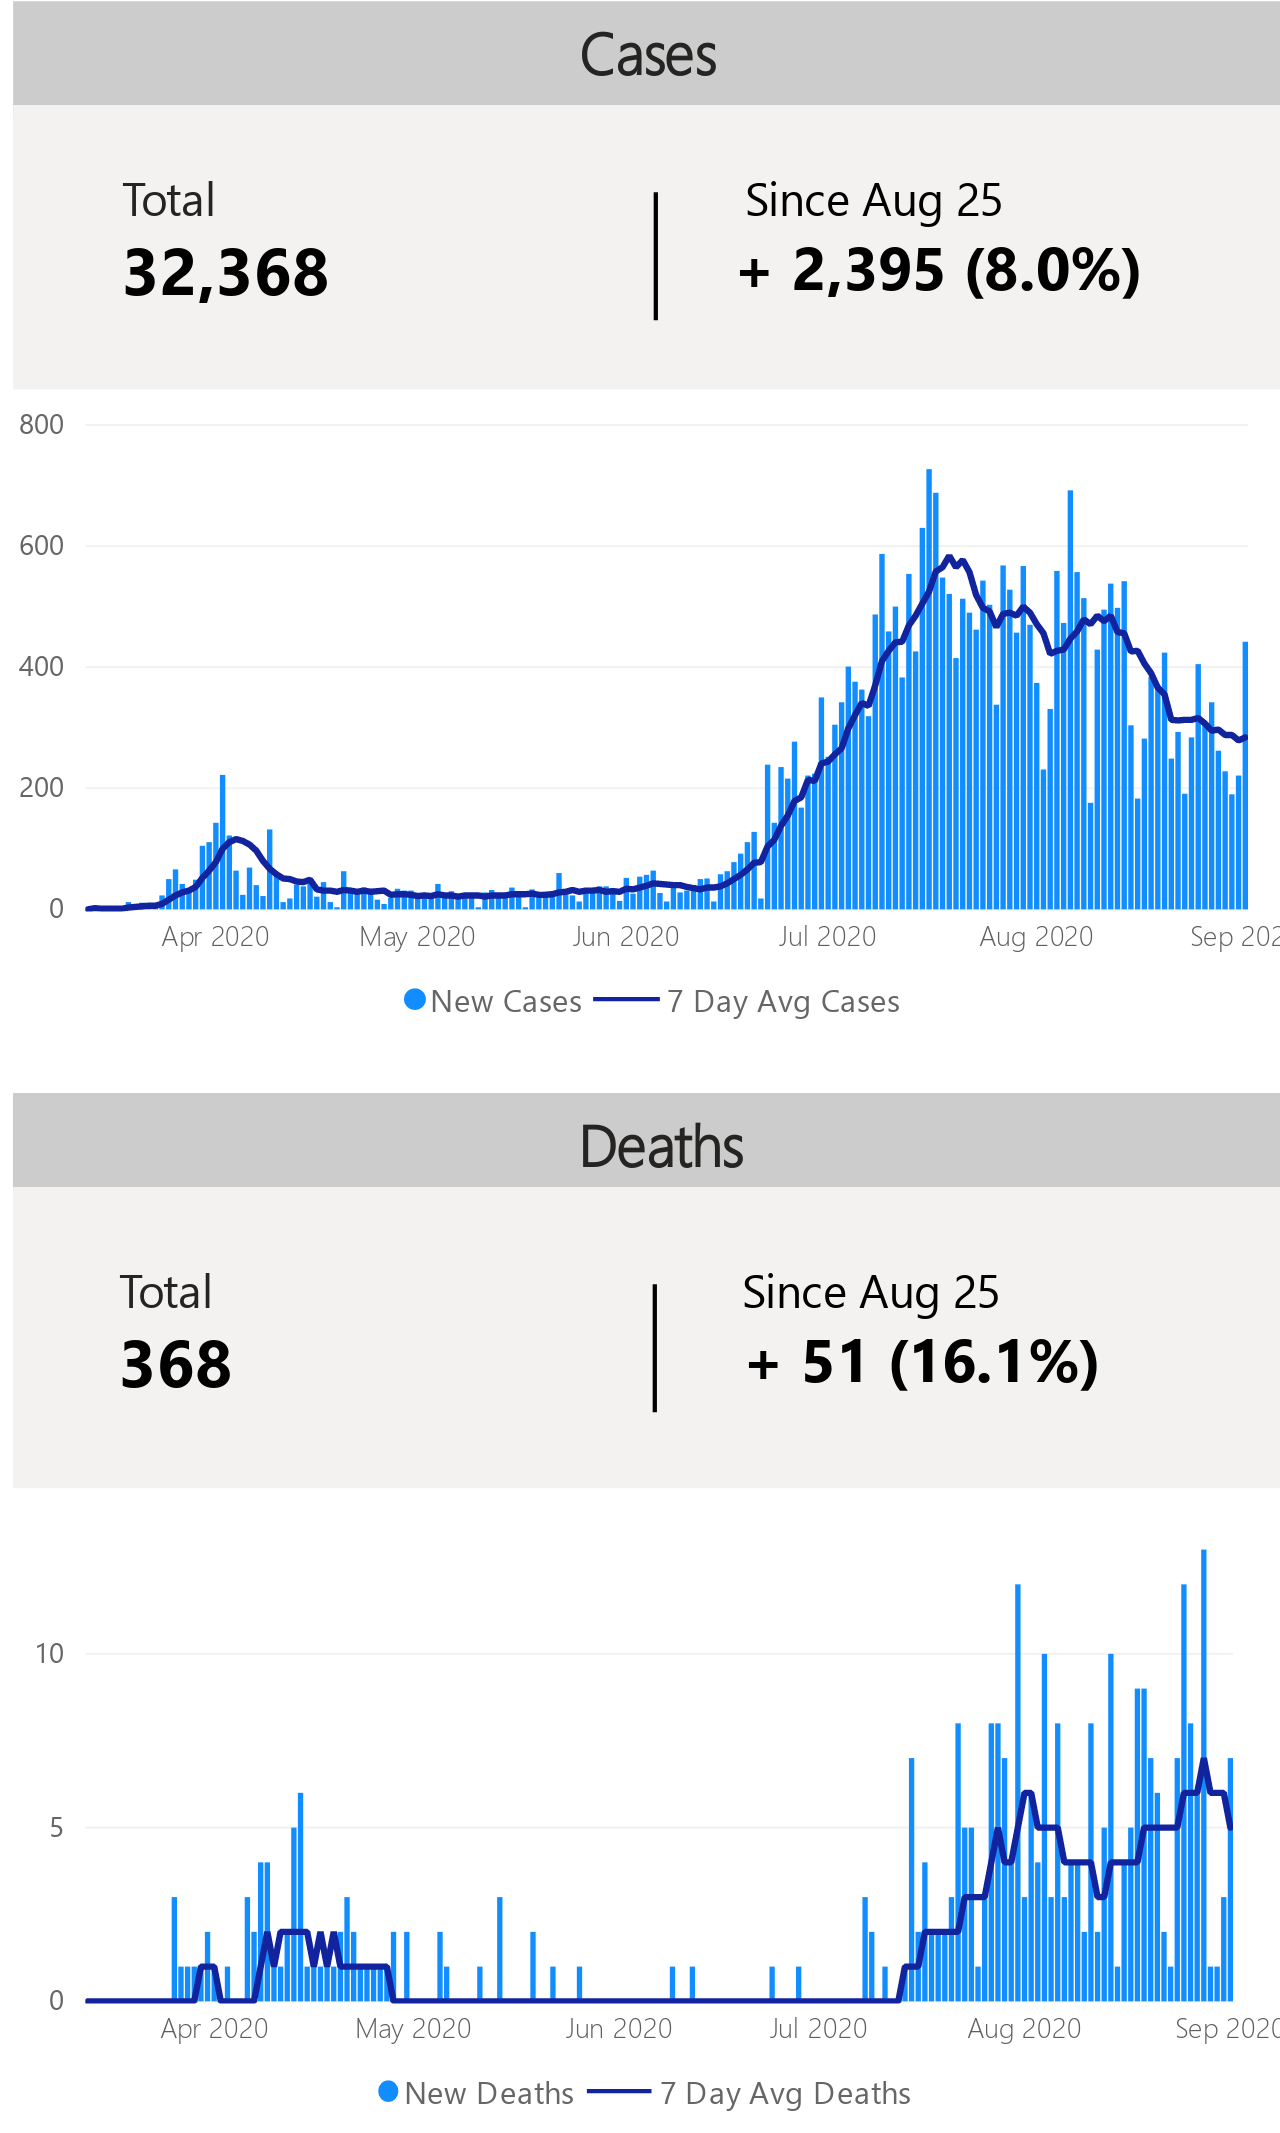 Cases
Total
Since Aug 25
32,368
+ 2,395 (8.0%)
800
600
400
200
0
Apr 2020 May 2020 Jun 2020 Jul 2020 Aug 2020 Sep 202
New Cases 7 Day Avg Cases
Deaths
Total
Since Aug 25
368
+ 51 (16.1%)
10
5
0
Apr 2020 May 2020 Jun 2020 Jul 2020 Aug 2020 Sep 2020
New Deaths 7 Day Avg Deaths